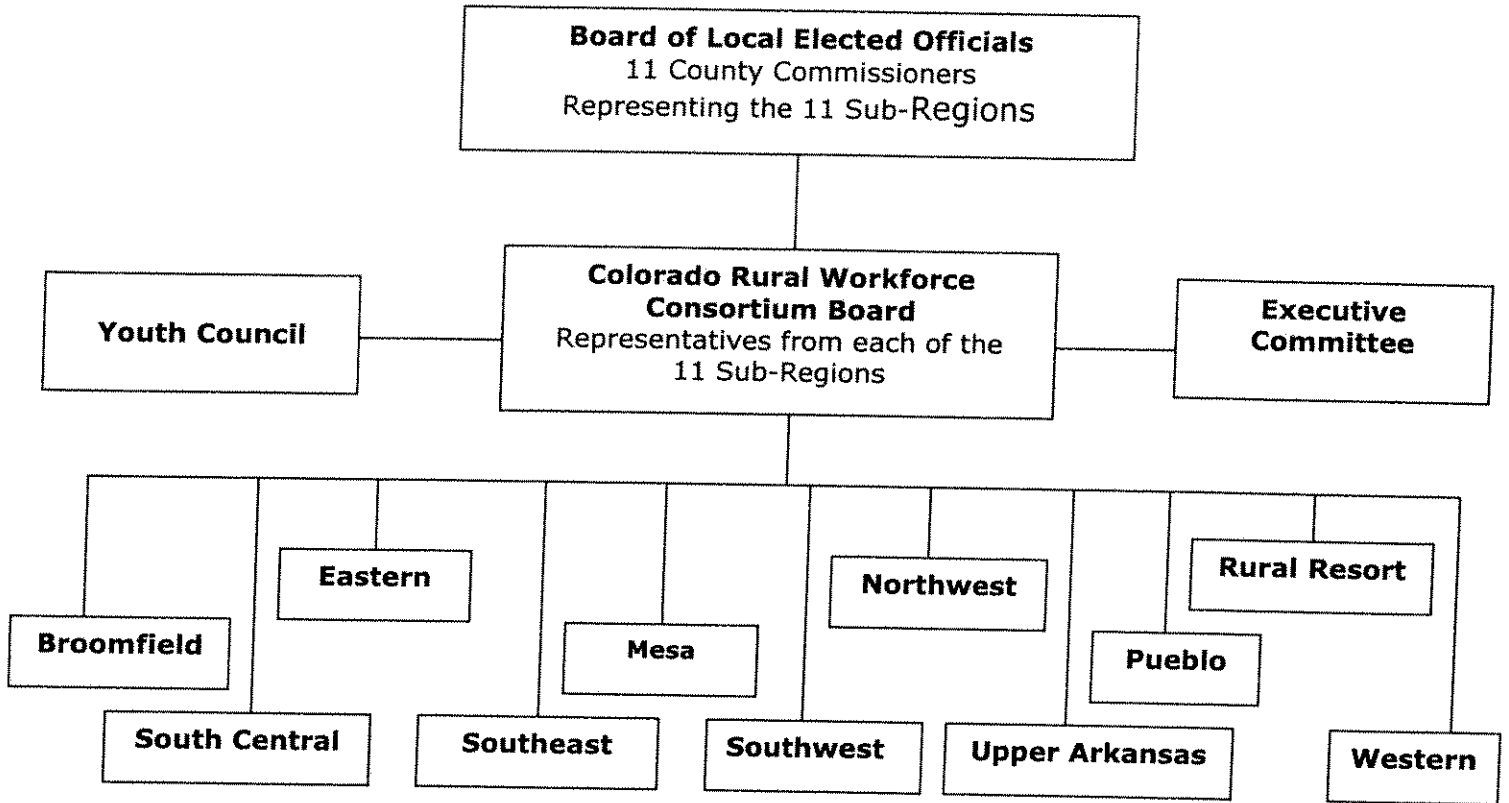 Board of Local Elected Officials
11 County Commissioners
Representing the 11 Sub-Regions
Youth Council
Colorado Rural Workforce
Consortium Board
Representatives from each of the
11 Sub-Regions
Executive
Committee
Broomfield
South Central
Eastern
Southeast
Mesa
Southwest
Northwest
Upper Arkansas
Pueblo
Rural Resort
Western